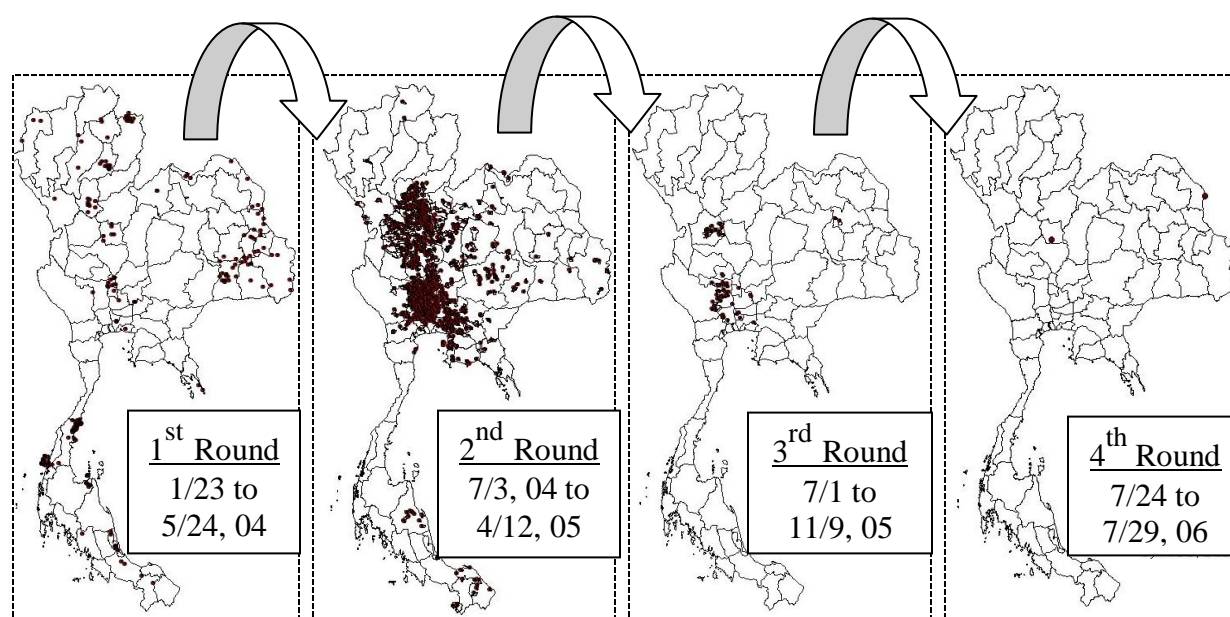 1st Round
1/23 to
5/24, 04
2nd Round
7/3, 04 to
4/12, 05
3rd Round
7/1 to
11/9, 05
4th Round
7/24 to
7/29, 06